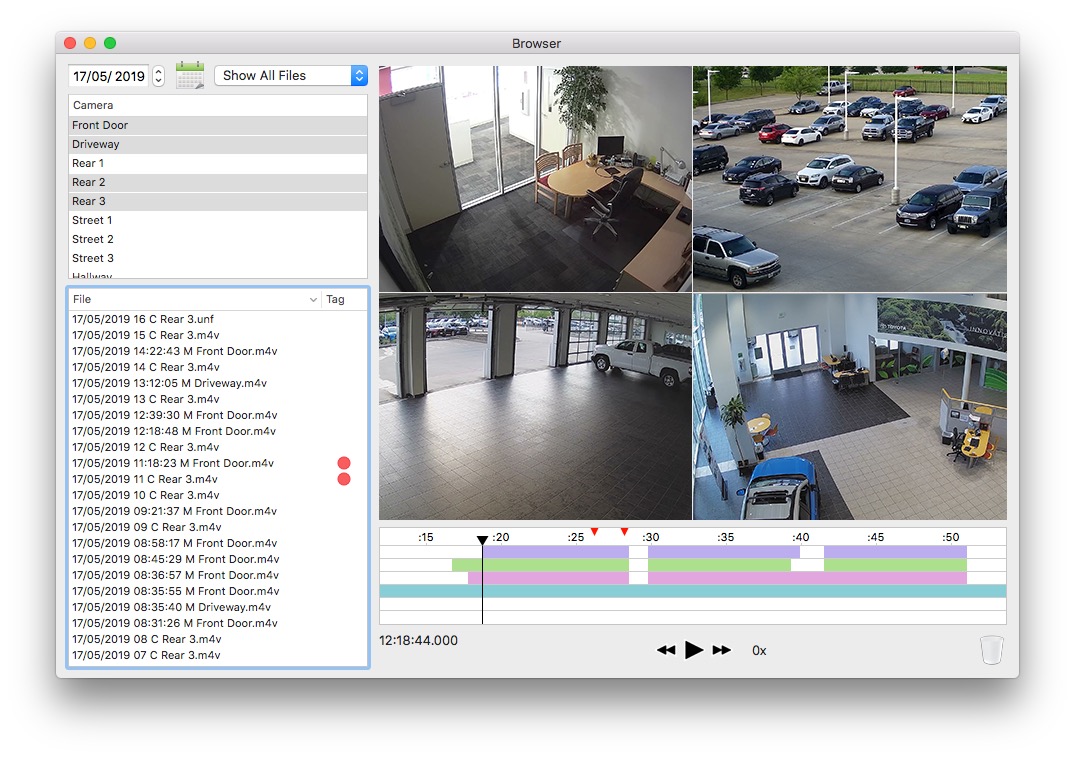 Browser
17/05/ 2019
Show All Files
Camera
Front Door
Driveway
Rear 1
Rear 2
Rear 3
Street 1
Street 2
Street 3
Hallway
File Tag
17/05/2019 16 C Rear 3.unf
17/05/2019 15 C Rear 3.m4v
17/05/2019 14:22:43 M Front Door.m4v
17/05/2019 14 C Rear 3.m4v
17/05/2019 13:12:05 M Driveway.m4v
17/05/2019 13 C Rear 3.m4v
17/05/2019 12:39:30 M Front Door.m4v
17/05/2019 12:18:48 M Front Door.m4v
17/05/2019 12 C Rear 3.m4v
17/05/2019 11:18:23 M Front Door.m4v
17/05/2019 11 C Rear 3.m4v
17/05/2019 10 C Rear 3.m4v
17/05/2019 09:21:37 M Front Door.m4v
17/05/2019 09 C Rear 3.m4v
17/05/2019 08:58:17 M Front Door.m4v
17/05/2019 08:45:29 M Front Door.m4v
17/05/2019 08:36:57 M Front Door.m4v
17/05/2019 08:35:55 M Front Door.m4v
17/05/2019 08:35:40 M Driveway.m4v
17/05/2019 08:31:26 M Front Door.m4v
17/05/2019 08 C Rear 3.m4v
17/05/2019 07 C Rear 3.m4v
TOYOTA
:15 :20 :25 :30 :35 :40 :45 :50
12:18:44.000
0x